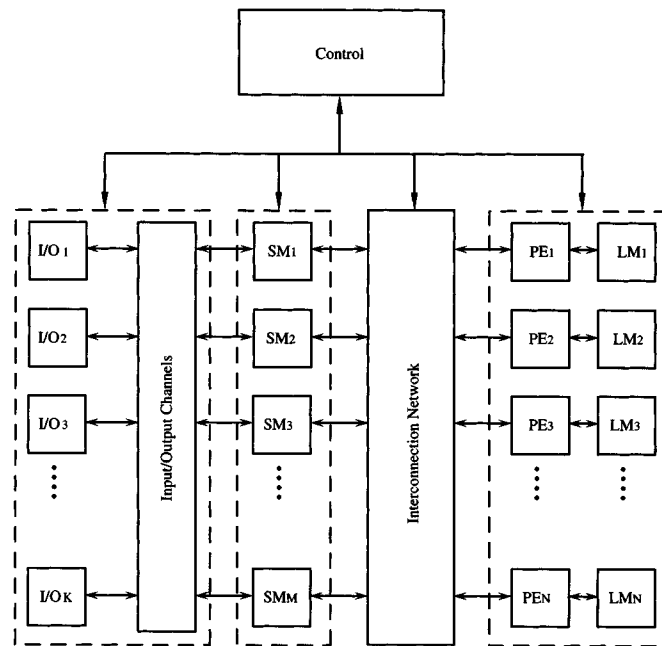 Control
I/O 1
SM1
PE1
LM1
I/O2
SM2
PE2
LM2
I/O3
SM3
PE3
LM3
I/OK
SMM
PEN
LMN
Input/Output Channels
Interconnection Network